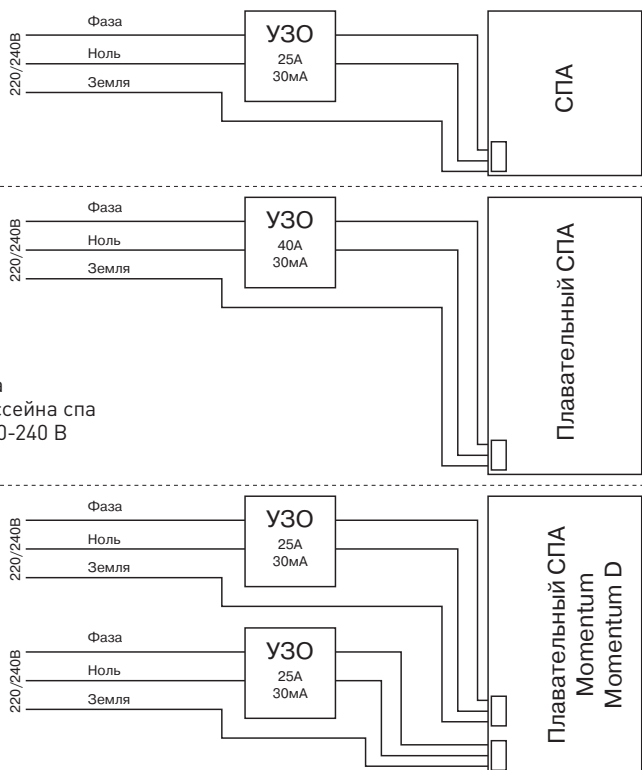 220/240В
Фаза
Ноль
Земля
УЗО
25А
30мА
СПА
220/240В
Фаза
Ноль
Земля
УЗО
40А
30мА
Плавательный СПА
а
ссейна спа
0-240 В
220/240В
Фаза
Ноль
Земля
УЗО
25А
30мА
220/240В
Фаза
Ноль
Земля
УЗО
25А
30мА
Плавательный СПА
Momentum
Momentum D